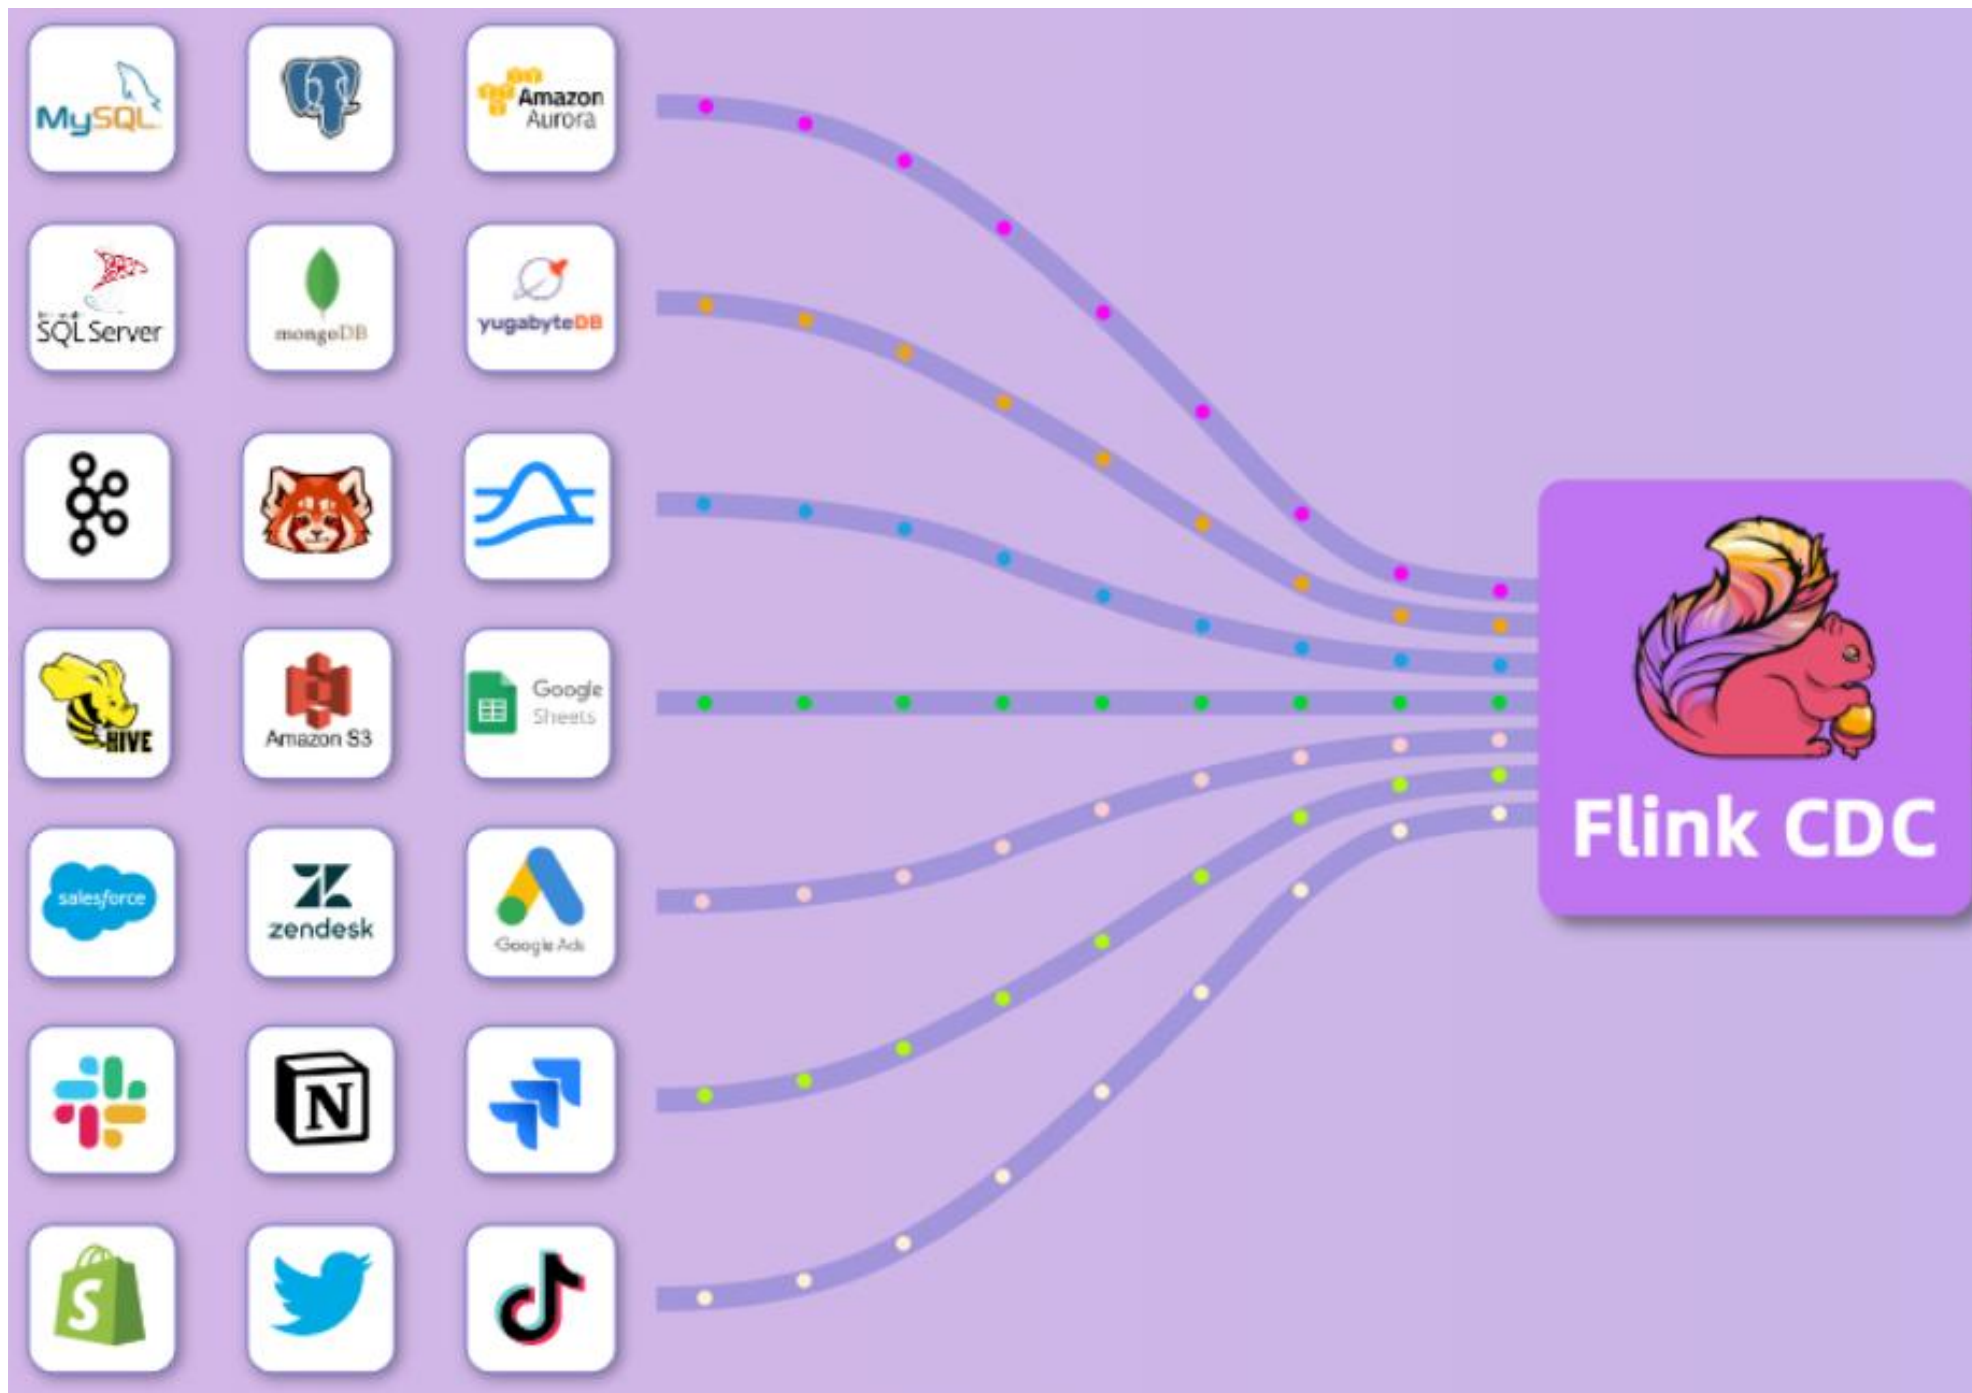 MySQL
Amazon
Aurora
SQL Server
mongoDB
yugabyteDB
HIVE
Amazon S3
Google
Sheets
salesforce
zendesk
Google Ads
N
S
Flink CDC